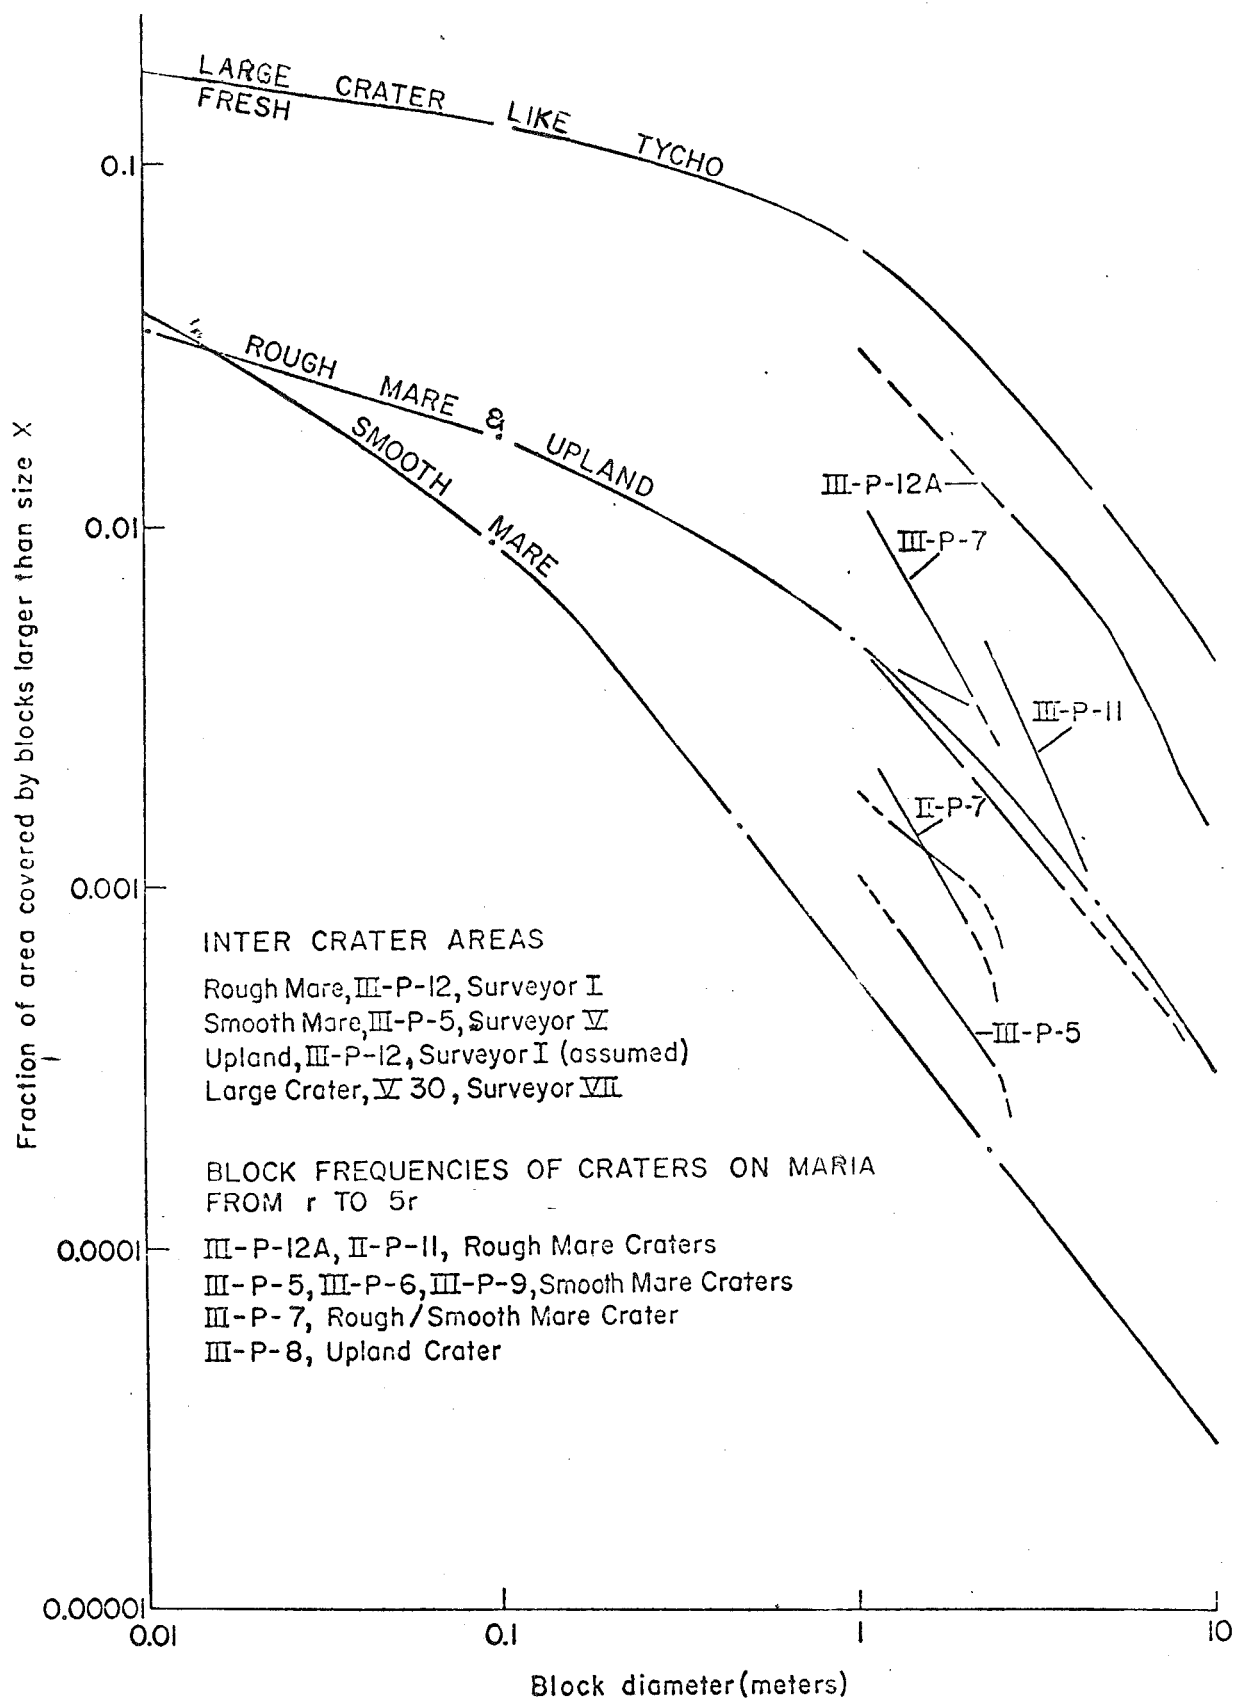 LARGE CRATER LIKE TYCHO
FRESH
0.1
ROUGH MARE & UPLAND
SMOOTH MARE
III-P-12A
0.01
III-P-7
III-P-11
II-P-7
0.001
INTER CRATER AREAS
Rough Mare, III-P-12, Surveyor I
Smooth Mare, III-P-5, Surveyor V
III-P-5
Upland, III-P-12, Surveyor I (assumed)
Large Crater, V 30, Surveyor VII
BLOCK FREQUENCIES OF CRATERS ON MARIA
FROM r TO 5r
0.0001
III-P-12A, II-P-11, Rough Mare Craters
III-P-5, III-P-6, III-P-9, Smooth Mare Craters
III-P-7, Rough/Smooth Mare Crater
III-P-8, Upland Crater
0.00001
0.01 0.1 1 10
Block diameter (meters)
Fraction of area covered by blocks larger than size X